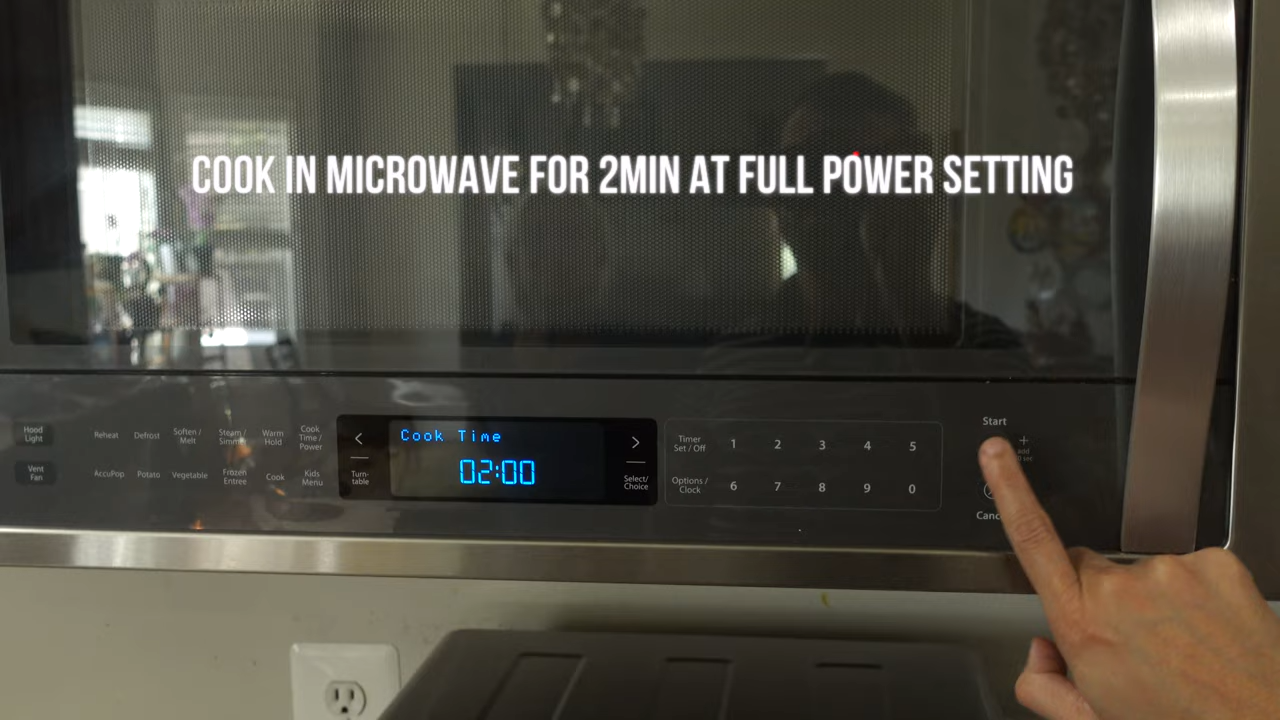 COOK IN MICROWAVE FOR 2MIN AT FULL POWER SETTING
Hood
Light
Vent
Fan
Reheat
Defrost
Soften /
Melt
Steam /
Simmer
Warm
Hold
Cook
Time /
Power
AccuPop
Potato
Vegetable
Frozen
Entree
Cook
Kids
Menu
<
Turn-
table
Cook Time
02:00
>
Select/
Choice
Timer
Set / Off
1 2 3 4 5
Options /
Clock
6 7 8 9 0
Start
+
add
sec